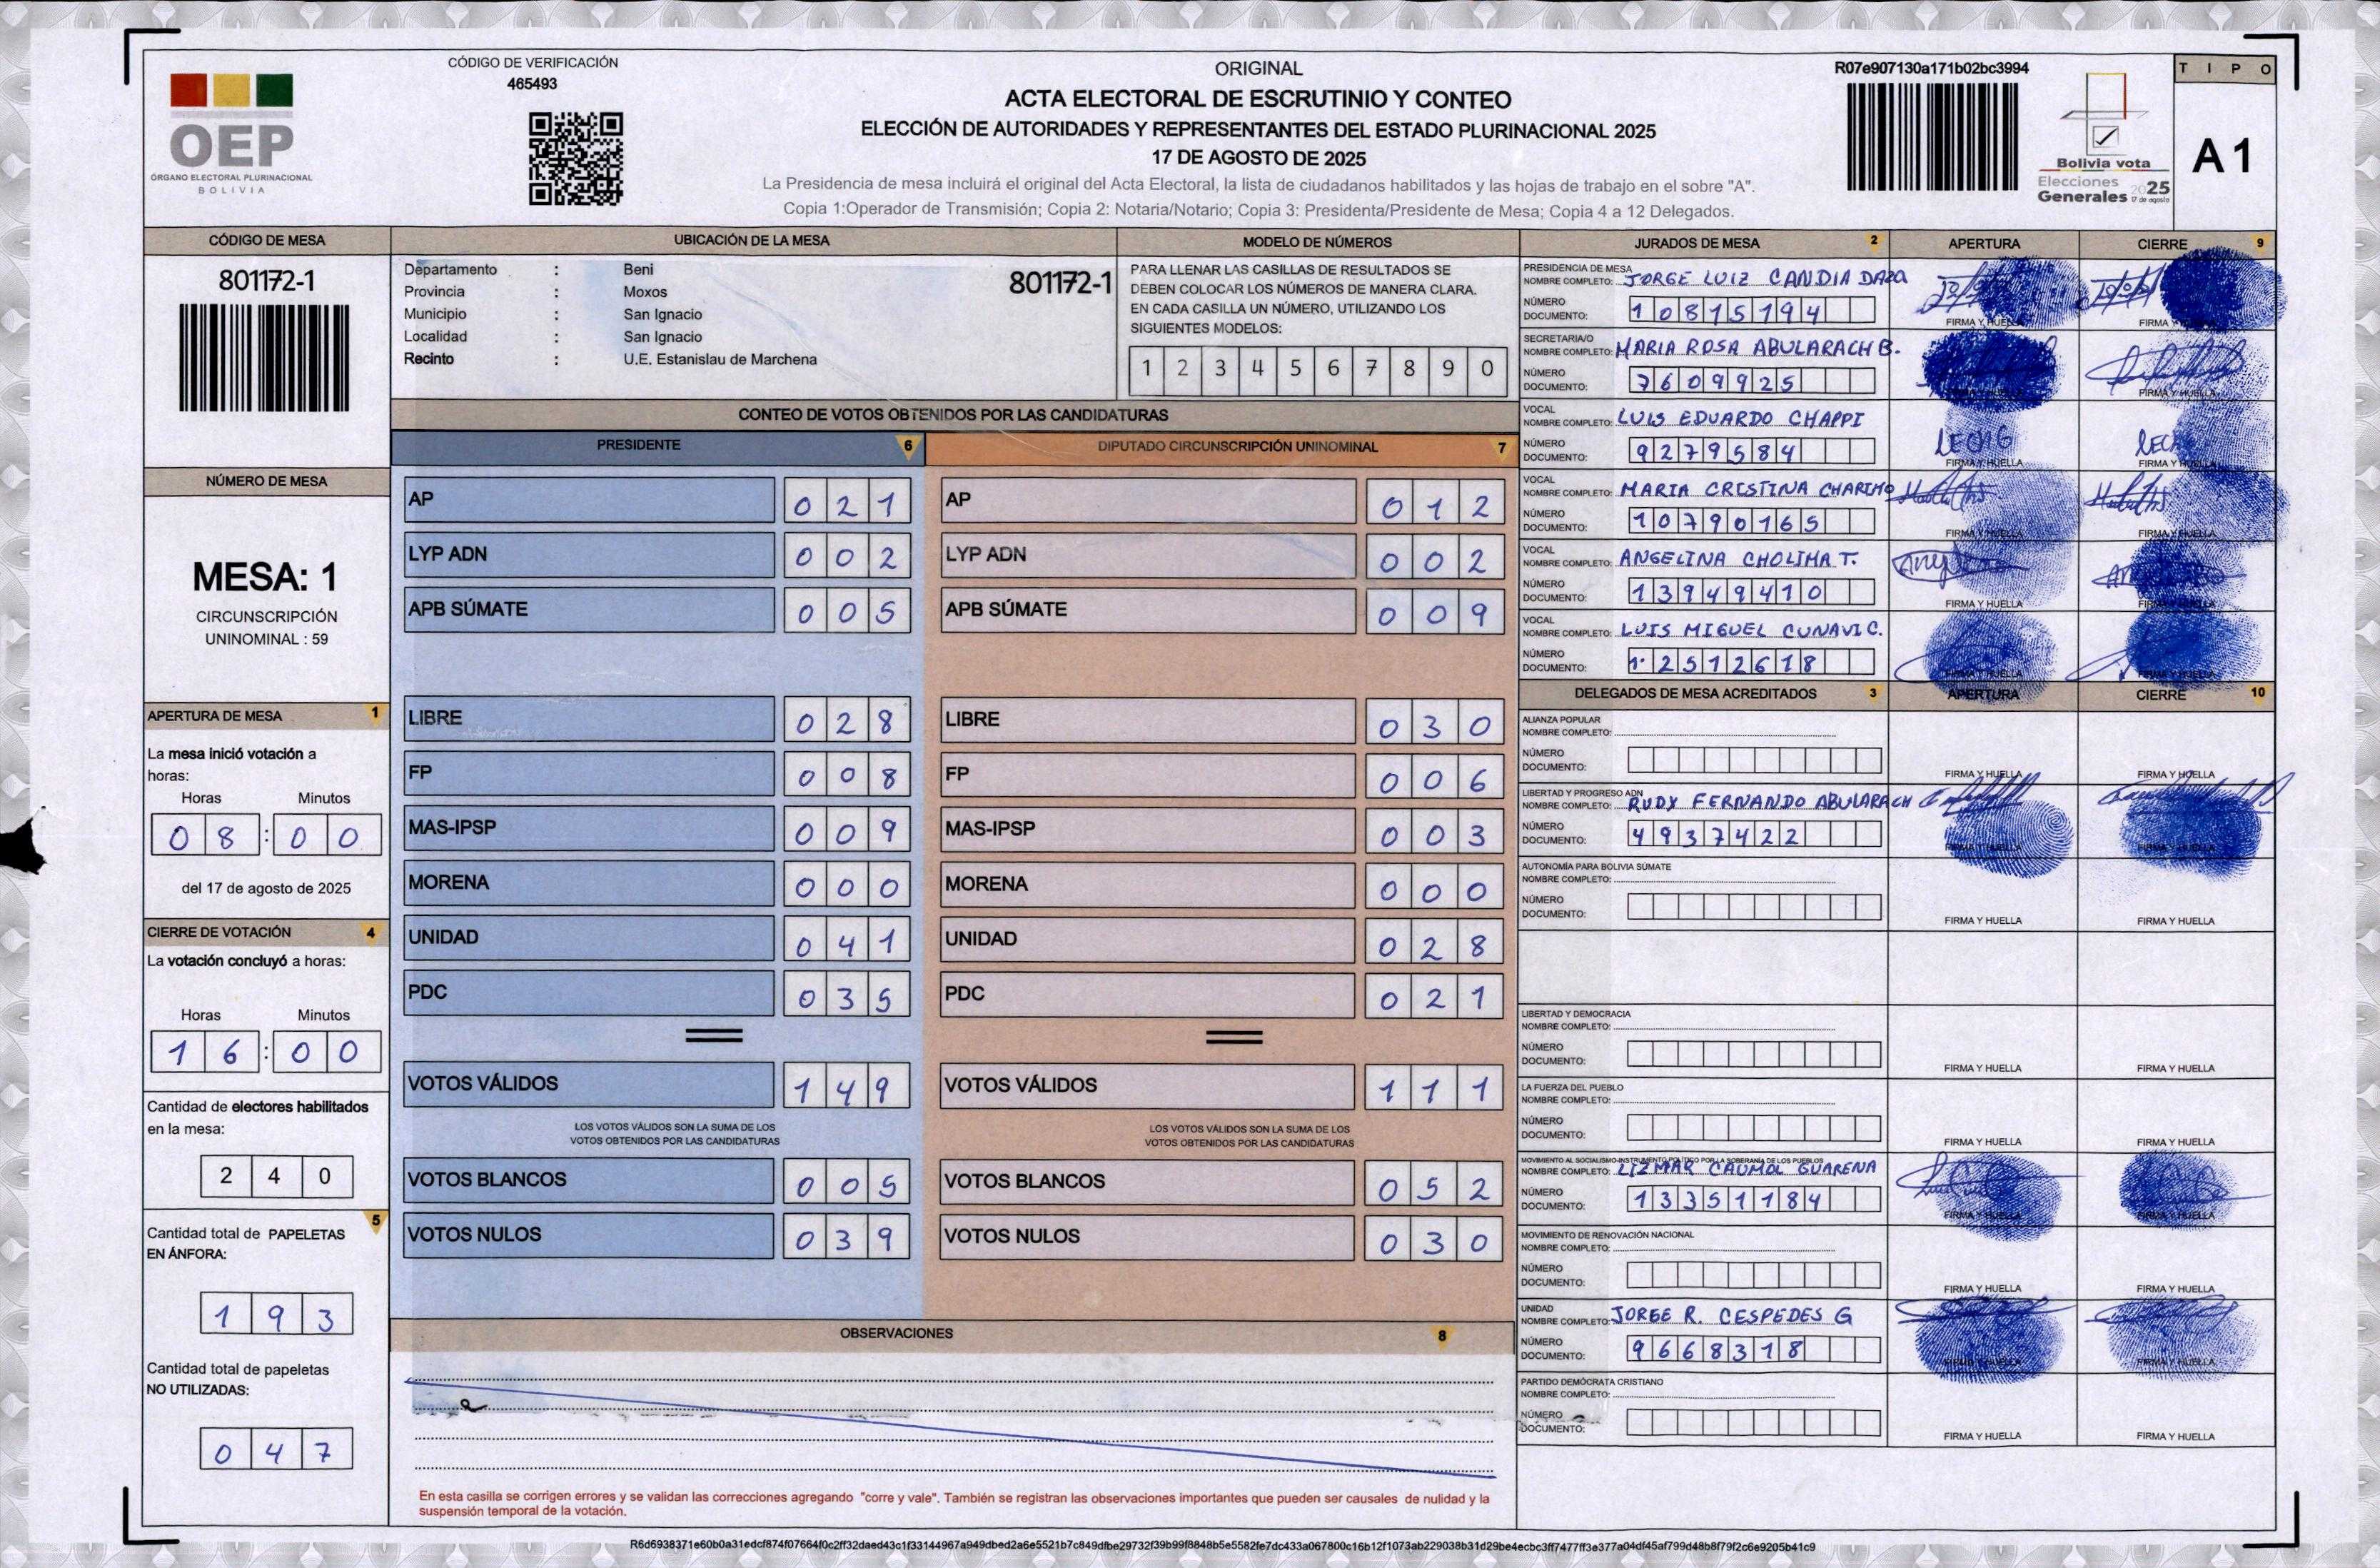 CÓDIGO DE VERIFICACIÓN
465493
OEP
ÓRGANO ELECTORAL PLURINACIONAL
BOLIVIA
ORIGINAL
ACTA ELECTORAL DE ESCRUTINIO Y CONTEO
ELECCIÓN DE AUTORIDADES Y REPRESENTANTES DEL ESTADO PLURINACIONAL 2025
17 DE AGOSTO DE 2025
La Presidencia de mesa incluirá el original del Acta Electoral, la lista de ciudadanos habilitados y las hojas de trabajo en el sobre "A".
Copia 1:Operador de Transmisión; Copia 2: Notaria/Notario; Copia 3: Presidenta/Presidente de Mesa; Copia 4 a 12 Delegados.
R07e907130a171b02bc3994
Bolivia vota
Elecciones
Generales 2025
17 de agosto
TIPO
A1
CÓDIGO DE MESA
801172-1
NÚMERO DE MESA
MESA: 1
CIRCUNSCRIPCIÓN
UNINOMINAL : 59
APERTURA DE MESA 1
La mesa inició votación a
horas:
Horas Minutos
08:00
del 17 de agosto de 2025
CIERRE DE VOTACIÓN 4
La votación concluyó a horas:
Horas Minutos
16:00
Cantidad de electores habilitados
en la mesa:
240
5
Cantidad total de PAPELETAS
EN ÁNFORA:
193
Cantidad total de papeletas
NO UTILIZADAS:
047
UBICACIÓN DE LA MESA
Departamento : Beni
801172-1
Provincia : Moxos
Municipio : San Ignacio
Localidad : San Ignacio
Recinto : U.E. Estanislau de Marchena
MODELO DE NÚMEROS
PARA LLENAR LAS CASILLAS DE RESULTADOS SE
DEBEN COLOCAR LOS NÚMEROS DE MANERA CLARA.
EN CADA CASILLA UN NÚMERO, UTILIZANDO LOS
SIGUIENTES MODELOS:
1 2 3 4 5 6 7 8 9 0
CONTEO DE VOTOS OBTENIDOS POR LAS CANDIDATURAS
PRESIDENTE 6
AP 021
LYP ADN 002
APB SÚMATE 005
LIBRE 028
FP 008
MAS-IPSP 009
MORENA 000
UNIDAD 041
PDC 035
VOTOS VÁLIDOS 149
LOS VOTOS VÁLIDOS SON LA SUMA DE LOS
VOTOS OBTENIDOS POR LAS CANDIDATURAS
VOTOS BLANCOS 005
VOTOS NULOS 039
DIPUTADO CIRCUNSCRIPCIÓN UNINOMINAL 7
AP 012
LYP ADN 002
APB SÚMATE 009
LIBRE 030
FP 006
MAS-IPSP 003
MORENA 000
UNIDAD 028
PDC 021
VOTOS VÁLIDOS 111
LOS VOTOS VÁLIDOS SON LA SUMA DE LOS
VOTOS OBTENIDOS POR LAS CANDIDATURAS
VOTOS BLANCOS 052
VOTOS NULOS 030
OBSERVACIONES 8
En esta casilla se corrigen errores y se validan las correcciones agregando "corre y vale". También se registran las observaciones importantes que pueden ser causales de nulidad y la
suspensión temporal de la votación.
JURADOS DE MESA 2 APERTURA CIERRE 9
PRESIDENCIA DE MESA
NOMBRE COMPLETO: JORGE LUIZ CANDIA DAZA
NÚMERO
DOCUMENTO: 10815194
FIRMA Y HUELLA FIRMA Y HUELLA
SECRETARIA/O
NOMBRE COMPLETO: MARIA ROSA ABULARACH B.
NÚMERO
DOCUMENTO: 7609925
FIRMA Y HUELLA FIRMA Y HUELLA
VOCAL
NOMBRE COMPLETO: LUIS EDUARDO CHAPPI
NÚMERO
DOCUMENTO: 9279584
FIRMA Y HUELLA FIRMA Y HUELLA
VOCAL
NOMBRE COMPLETO: MARIA CRISTINA CHARIMO
NÚMERO
DOCUMENTO: 10790165
FIRMA Y HUELLA FIRMA Y HUELLA
VOCAL
NOMBRE COMPLETO: ANGELINA CHOLIMA T.
NÚMERO
DOCUMENTO: 13949410
FIRMA Y HUELLA FIRMA Y HUELLA
VOCAL
NOMBRE COMPLETO: LUIS MIGUEL CUNAVI C.
NÚMERO
DOCUMENTO: 12512618
FIRMA Y HUELLA FIRMA Y HUELLA
DELEGADOS DE MESA ACREDITADOS 3 APERTURA CIERRE 10
ALIANZA POPULAR
NOMBRE COMPLETO:
NÚMERO
DOCUMENTO:
FIRMA Y HUELLA FIRMA Y HUELLA
LIBERTAD Y PROGRESO ADN
NOMBRE COMPLETO: RUDY FERNANDO ABULARACH
NÚMERO
DOCUMENTO: 4937422
FIRMA Y HUELLA FIRMA Y HUELLA
AUTONOMÍA PARA BOLIVIA SÚMATE
NOMBRE COMPLETO:
NÚMERO
DOCUMENTO:
FIRMA Y HUELLA FIRMA Y HUELLA
LIBERTAD Y DEMOCRACIA
NOMBRE COMPLETO:
NÚMERO
DOCUMENTO:
FIRMA Y HUELLA FIRMA Y HUELLA
LA FUERZA DEL PUEBLO
NOMBRE COMPLETO:
NÚMERO
DOCUMENTO:
FIRMA Y HUELLA FIRMA Y HUELLA
MOVIMIENTO AL SOCIALISMO-INSTRUMENTO POLÍTICO POR LA SOBERANÍA DE LOS PUEBLOS
NOMBRE COMPLETO: LIZMAR CAUMOL GUARENA
NÚMERO
DOCUMENTO: 13351184
FIRMA Y HUELLA FIRMA Y HUELLA
MOVIMIENTO DE RENOVACIÓN NACIONAL
NOMBRE COMPLETO:
NÚMERO
DOCUMENTO:
FIRMA Y HUELLA FIRMA Y HUELLA
UNIDAD
NOMBRE COMPLETO: JORGE R. CESPEDES G
NÚMERO
DOCUMENTO: 9668318
FIRMA Y HUELLA FIRMA Y HUELLA
PARTIDO DEMÓCRATA CRISTIANO
NOMBRE COMPLETO:
NÚMERO
DOCUMENTO:
FIRMA Y HUELLA FIRMA Y HUELLA